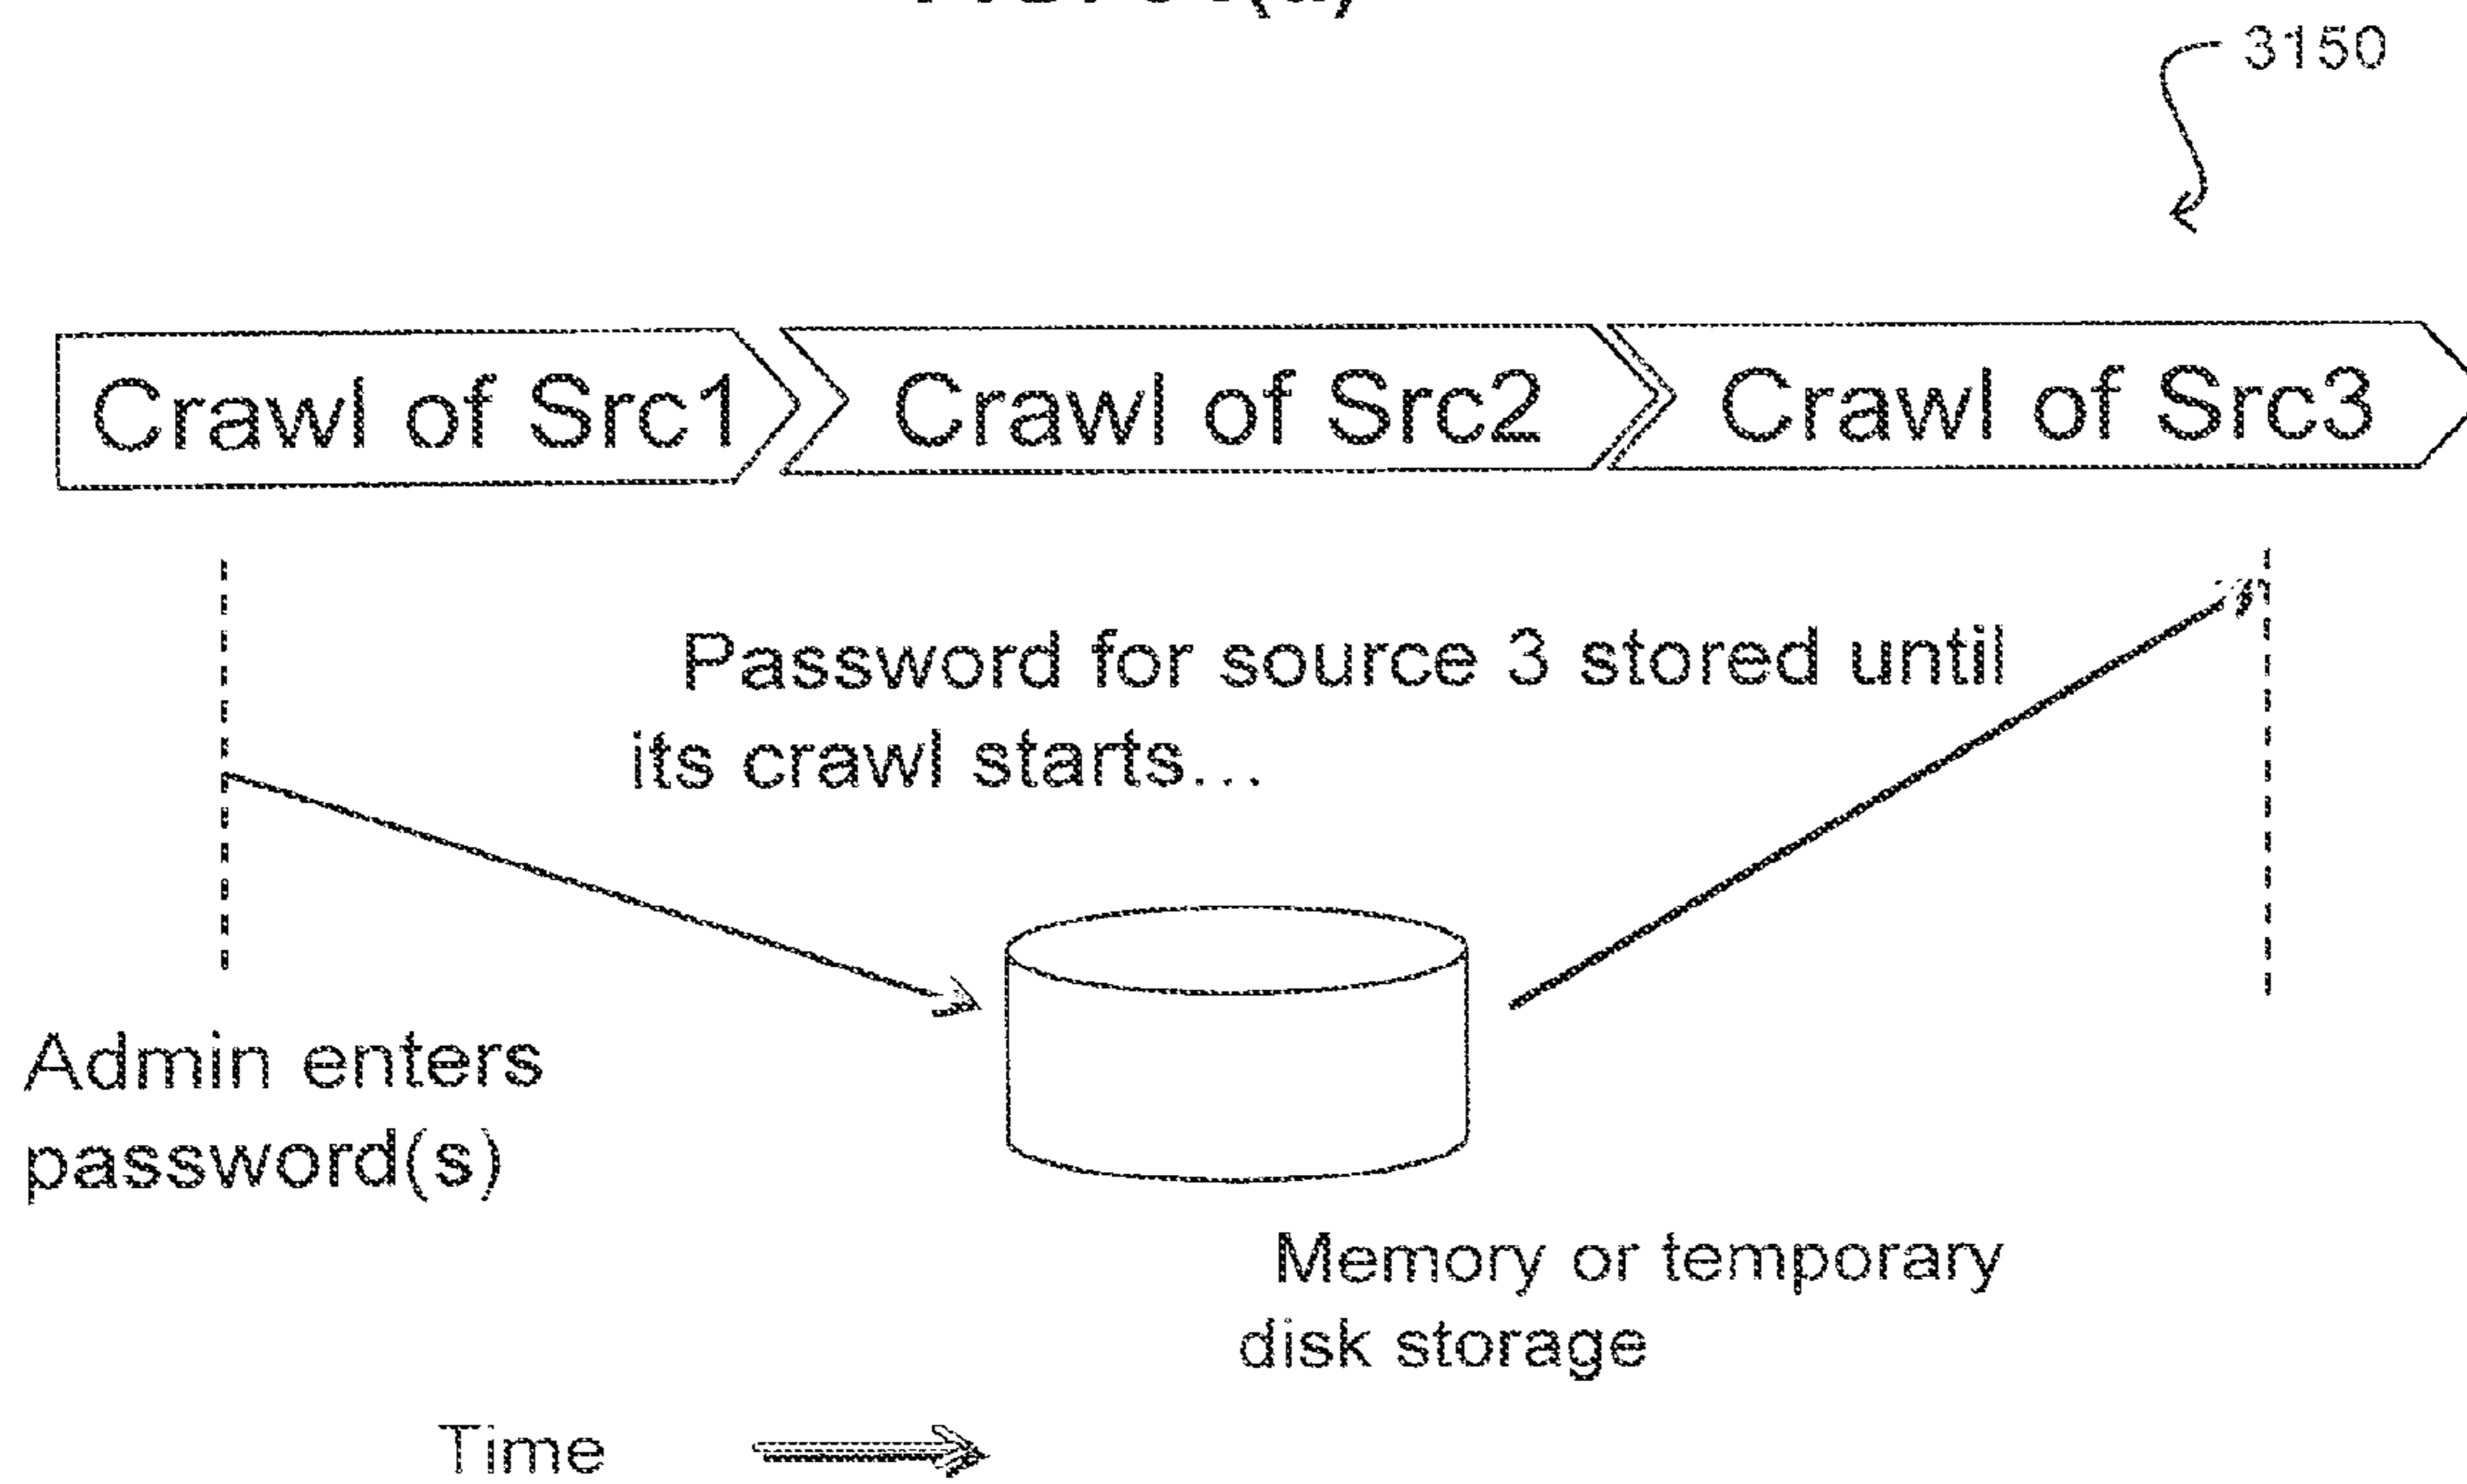 3150
Crawl of Src1
Crawl of Src2
Crawl of Src3
Password for source 3 stored until
its crawl starts...
Admin enters
password(s)
Memory or temporary
disk storage
Time